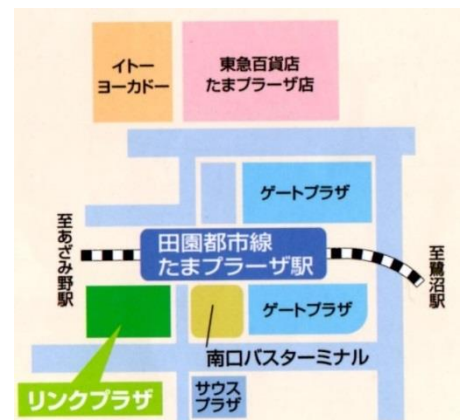 イトー
ヨーカドー
東急百貨店
たまプラーザ店
ゲートプラザ
至あざみ野駅
田園都市線
たまプラーザ駅
至鷺沼駅
ゲートプラザ
南口バスターミナル
リンクプラザ
サウス
プラザ